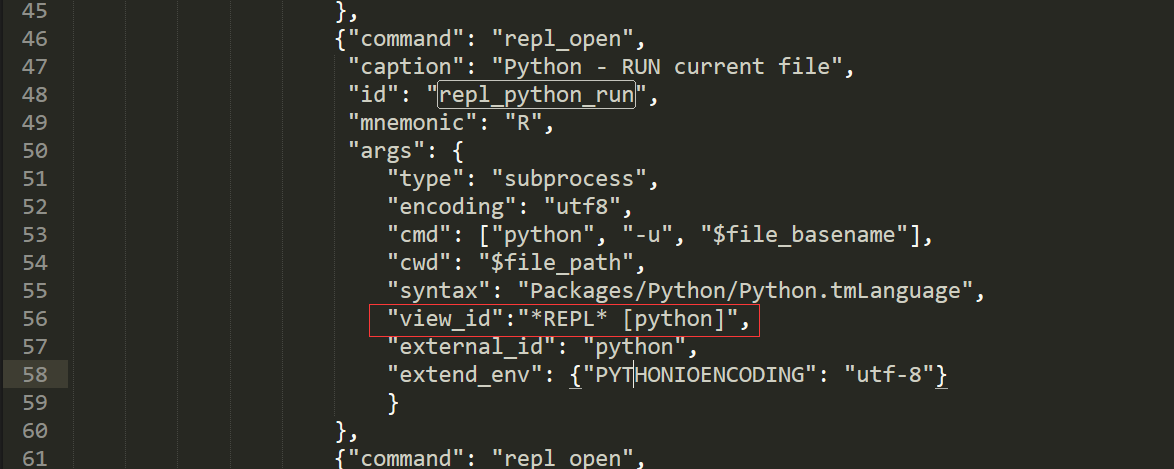 45 },
46 {"command": "repl_open",
47 "caption": "Python - RUN current file",
48 "id": "repl_python_run",
49 "mnemonic": "R",
50 "args": {
51 "type": "subprocess",
52 "encoding": "utf8",
53 "cmd": ["python", "-u", "$file_basename"],
54 "cwd": "$file_path",
55 "syntax": "Packages/Python/Python.tmLanguage",
56 "view_id":"*REPL* [python]",
57 "external_id": "python",
58 "extend_env": {"PYTHONIOENCODING": "utf-8"}
59 }
60 },
61 {"command": "repl_open",